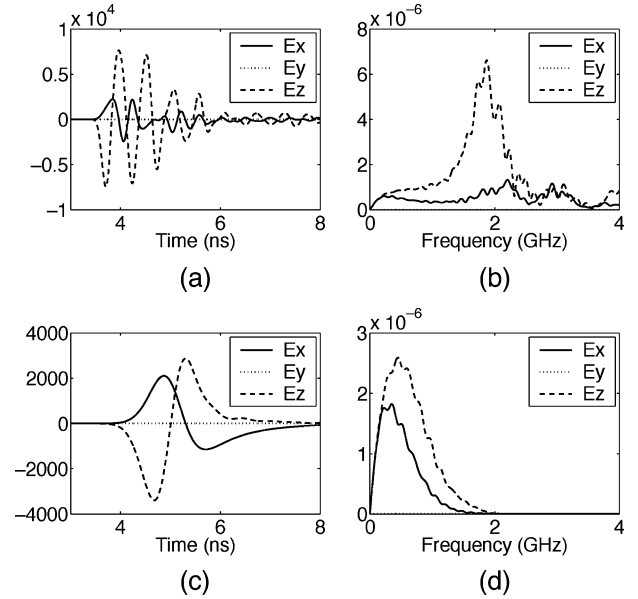 x 10^4
1
0.5
0
−0.5
−1
4
6
8
Time (ns)
Ex
Ey
Ez
(a)
x 10^−6
8
6
4
2
0
0
2
4
Frequency (GHz)
Ex
Ey
Ez
(b)
4000
2000
0
−2000
−4000
4
6
8
Time (ns)
Ex
Ey
Ez
(c)
x 10^−6
3
2
1
0
0
2
4
Frequency (GHz)
Ex
Ey
Ez
(d)